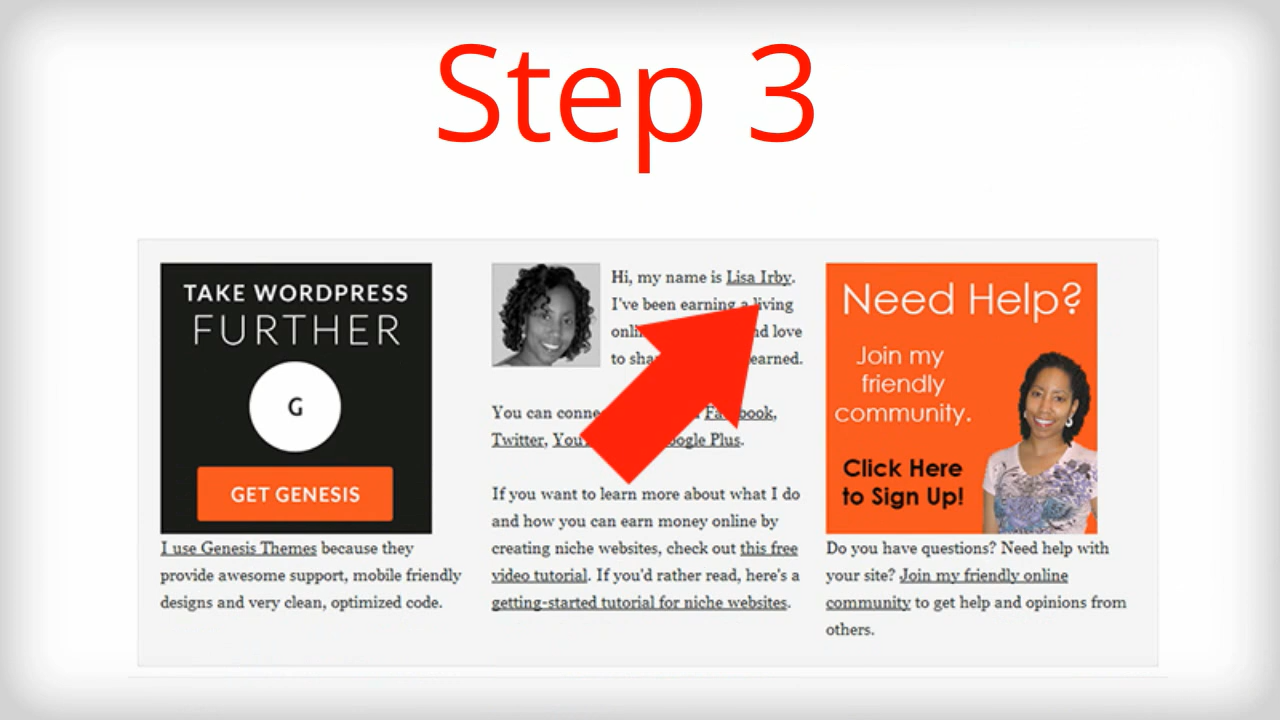 Step 3
TAKE WORDPRESS
FURTHER
G
GET GENESIS
I use Genesis Themes because they
provide awesome support, mobile friendly
designs and very clean, optimized code.
Hi, my name is Lisa Irby.
I've been earning a living
love
to earned.
You can
Twitter, Plus.
If you want to learn more about what I do
and how you can earn money online by
creating niche websites, check out this free
video tutorial. If you'd rather read, here's a
getting-started tutorial for niche websites.
Need Help?
Join my
friendly
community.
Click Here
to Sign Up!
Do you have questions? Need help with
your site? Join my friendly online
community to get help and opinions from
others.